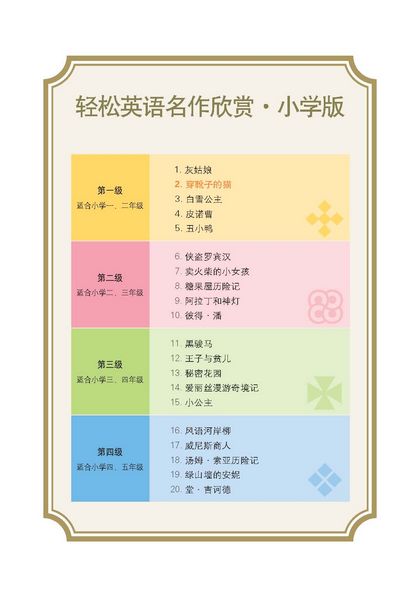 轻松英语名作欣赏·小学版
第一级
适合小学一、二年级
1. 灰姑娘
2. 穿靴子的猫
3. 白雪公主
4. 皮诺曹
5. 丑小鸭
第二级
适合小学二、三年级
6. 侠盗罗宾汉
7. 卖火柴的小女孩
8. 糖果屋历险记
9. 阿拉丁和神灯
10. 彼得·潘
第三级
适合小学三、四年级
11. 黑骏马
12. 王子与贫儿
13. 秘密花园
14. 爱丽丝漫游奇境记
15. 小公主
第四级
适合小学四、五年级
16. 风语河岸柳
17. 威尼斯商人
18. 汤姆·索亚历险记
19. 绿山墙的安妮
20. 堂·吉诃德